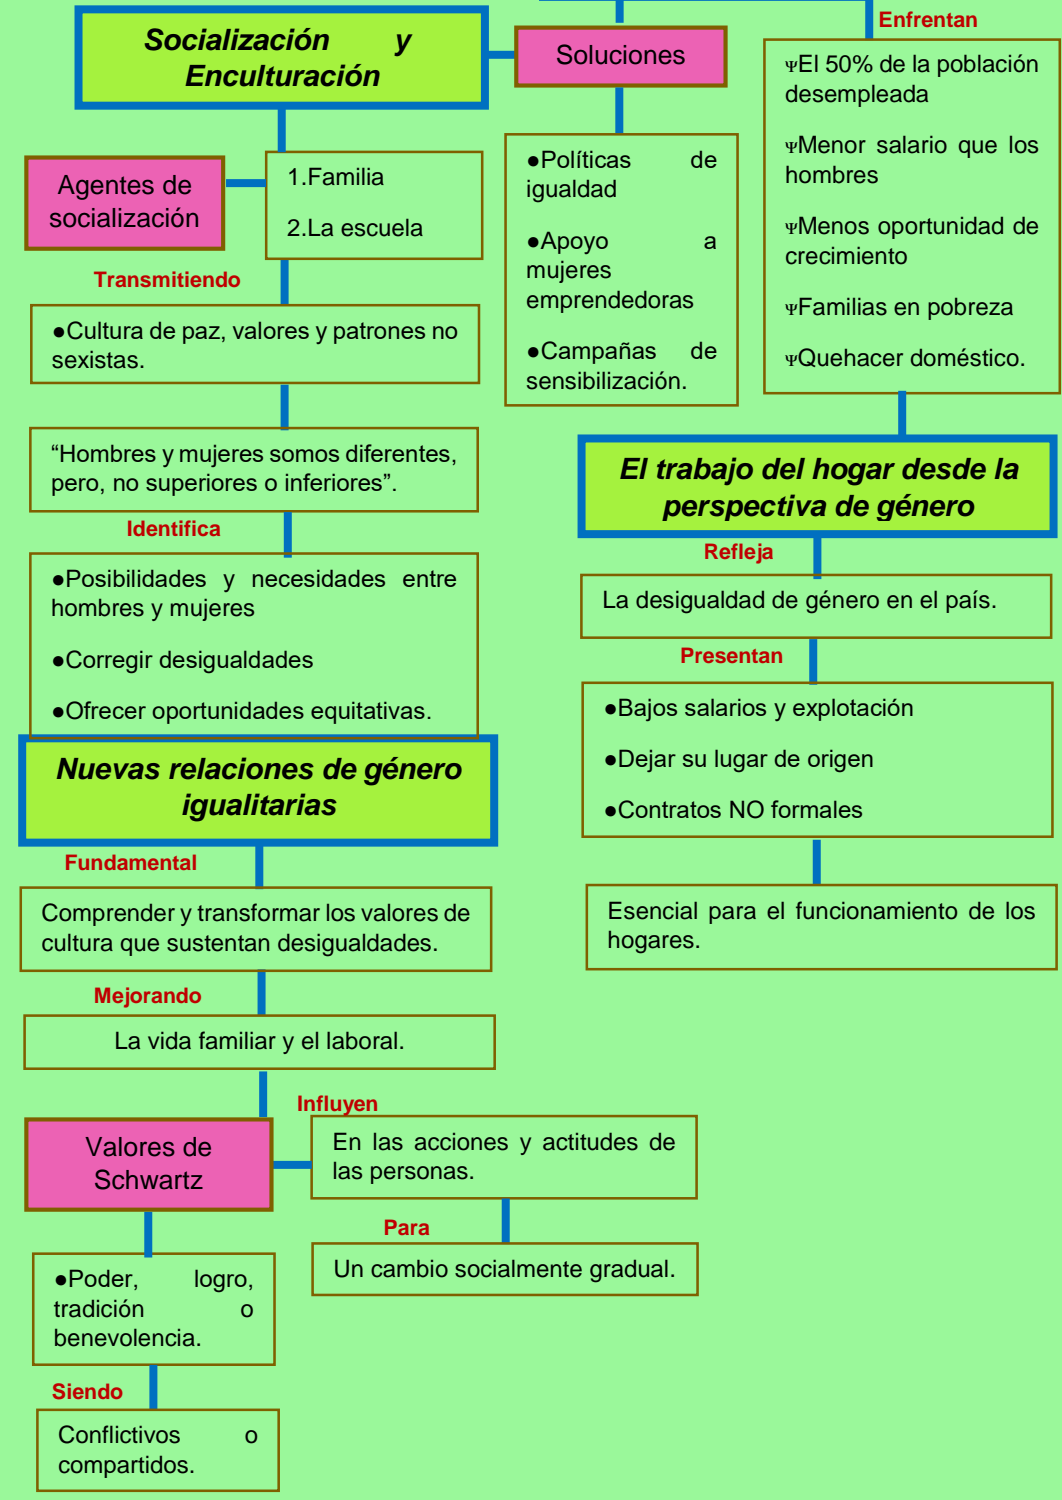 Socialización y
Enculturación
Soluciones
Enfrentan
ΨEl 50% de la población
desempleada
ΨMenor salario que los
hombres
ΨMenos oportunidad de
crecimiento
ΨFamilias en pobreza
ΨQuehacer doméstico.
Agentes de
socialización
1.Familia
2.La escuela
●Políticas de
igualdad
●Apoyo a
mujeres
emprendedoras
●Campañas de
sensibilización.
Transmitiendo
●Cultura de paz, valores y patrones no
sexistas.
“Hombres y mujeres somos diferentes,
pero, no superiores o inferiores”.
Identifica
●Posibilidades y necesidades entre
hombres y mujeres
●Corregir desigualdades
●Ofrecer oportunidades equitativas.
El trabajo del hogar desde la
perspectiva de género
Refleja
La desigualdad de género en el país.
Presentan
●Bajos salarios y explotación
●Dejar su lugar de origen
●Contratos NO formales
Esencial para el funcionamiento de los
hogares.
Nuevas relaciones de género
igualitarias
Fundamental
Comprender y transformar los valores de
cultura que sustentan desigualdades.
Mejorando
La vida familiar y el laboral.
Valores de
Schwartz
Influyen
En las acciones y actitudes de
las personas.
Para
Un cambio socialmente gradual.
●Poder, logro,
tradición o
benevolencia.
Siendo
Conflictivos o
compartidos.